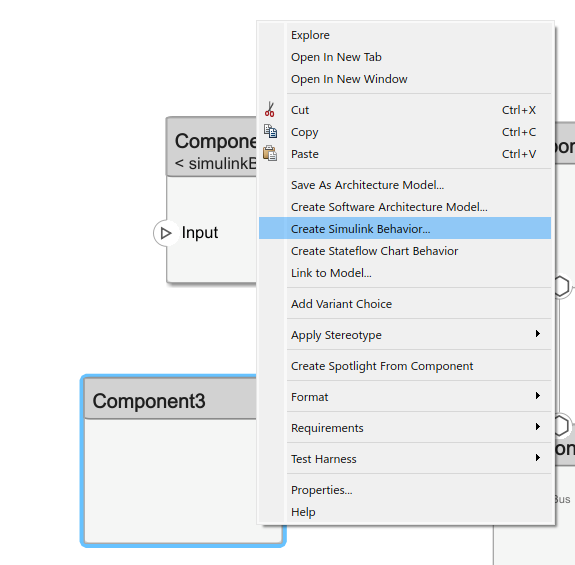 Explore
Open In New Tab
Open In New Window
Cut Ctrl+X
Copy Ctrl+C
Paste Ctrl+V
Save As Architecture Model...
Create Software Architecture Model...
Create Simulink Behavior...
Create Stateflow Chart Behavior
Link to Model...
Add Variant Choice
Apply Stereotype
Create Spotlight From Component
Format
Requirements
Test Harness
Properties...
Help
Compone
< simulinkB
Input
Component3
Bus